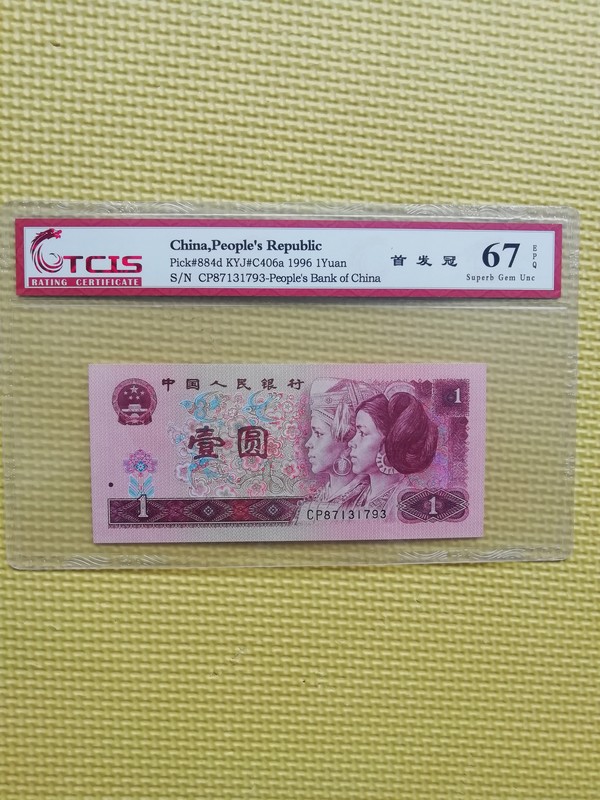 GTCIS
RATING CERTIFICATE
China,People's Republic
Pick#884d KYJ#C406a 1996 1Yuan
S/N CP87131793-People's Bank of China
首发冠
67
EPQ
Superb Gem Unc
中国人民银行
1
壹圆
1
CP87131793
1